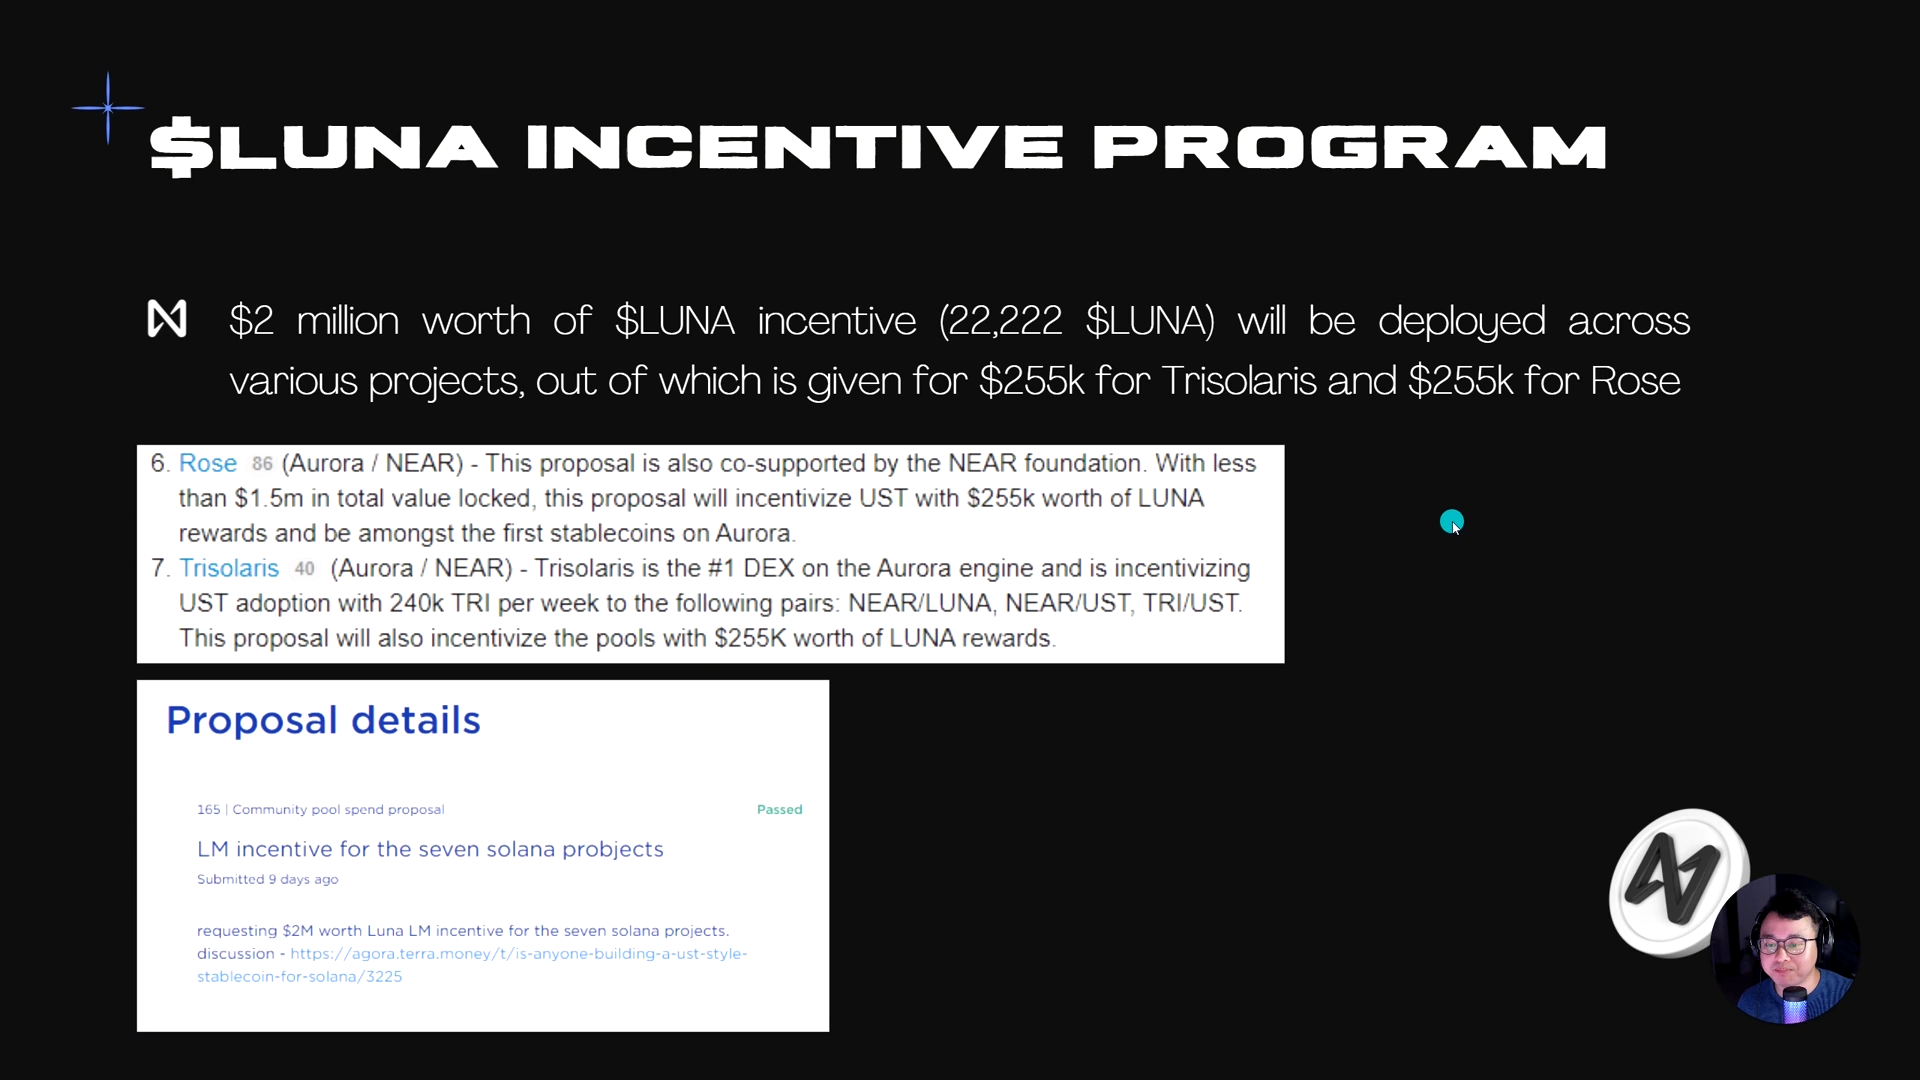 $LUNA INCENTIVE PROGRAM
$2 million worth of $LUNA incentive (22,222 $LUNA) will be deployed across
various projects, out of which is given for $255k for Trisolaris and $255k for Rose
6. Rose 86 (Aurora / NEAR) - This proposal is also co-supported by the NEAR foundation. With less
than $1.5m in total value locked, this proposal will incentivize UST with $255k worth of LUNA
rewards and be amongst the first stablecoins on Aurora.
7. Trisolaris 40 (Aurora / NEAR) - Trisolaris is the #1 DEX on the Aurora engine and is incentivizing
UST adoption with 240k TRI per week to the following pairs: NEAR/LUNA, NEAR/UST, TRI/UST.
This proposal will also incentivize the pools with $255K worth of LUNA rewards.
Proposal details
165 | Community pool spend proposal Passed
LM incentive for the seven solana probjects
Submitted 9 days ago
requesting $2M worth Luna LM incentive for the seven solana projects.
discussion - https://agora.terra.money/t/is-anyone-building-a-ust-style-
stablecoin-for-solana/3225